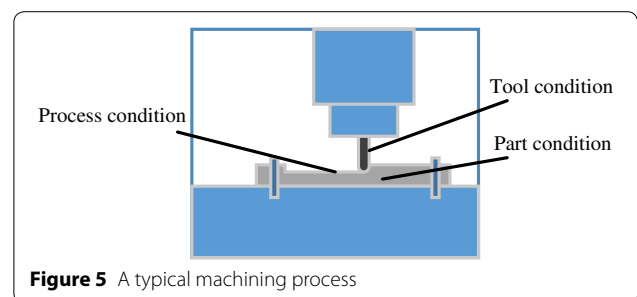 Tool condition
Process condition
Part condition
Figure 5 A typical machining process